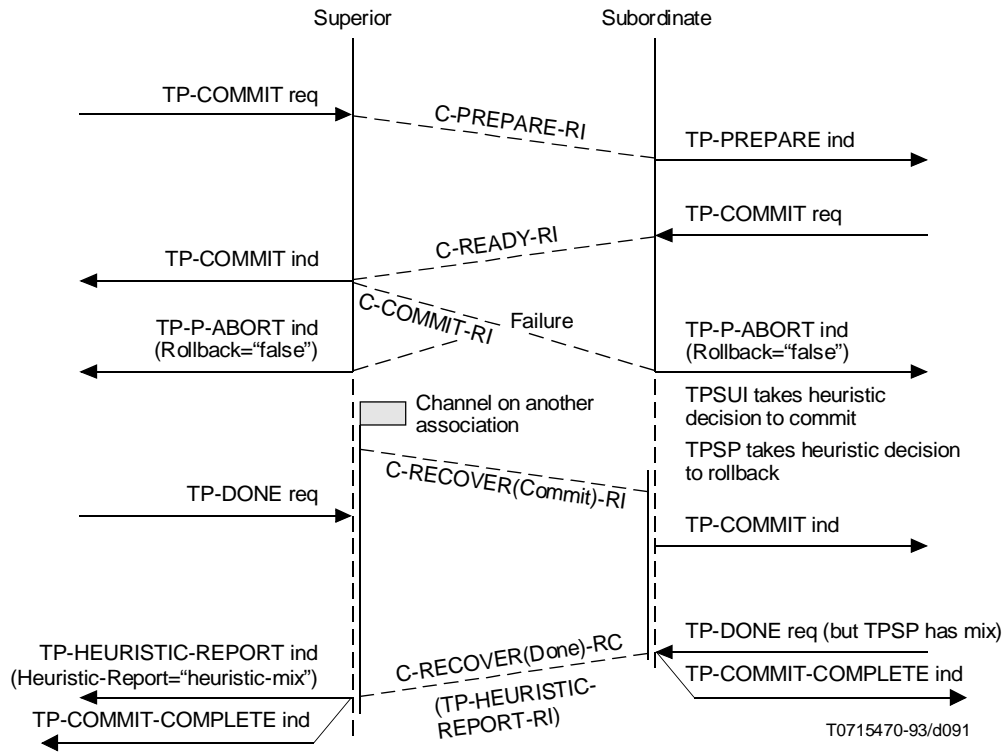 Superior
Subordinate
TP-COMMIT req
C-PREPARE-RI
TP-PREPARE ind
TP-COMMIT req
C-READY-RI
TP-COMMIT ind
C-COMMIT-RI
Failure
TP-P-ABORT ind
(Rollback=“false”)
TP-P-ABORT ind
(Rollback=“false”)
TPSUI takes heuristic
decision to commit
Channel on another
association
TPSP takes heuristic decision
to rollback
C-RECOVER(Commit)-RI
TP-DONE req
TP-COMMIT ind
TP-DONE req (but TPSP has mix)
C-RECOVER(Done)-RC
TP-HEURISTIC-REPORT ind
(Heuristic-Report=“heuristic-mix”)
TP-COMMIT-COMPLETE ind
(TP-HEURISTIC-
REPORT-RI)
TP-COMMIT-COMPLETE ind
T0715470-93/d091